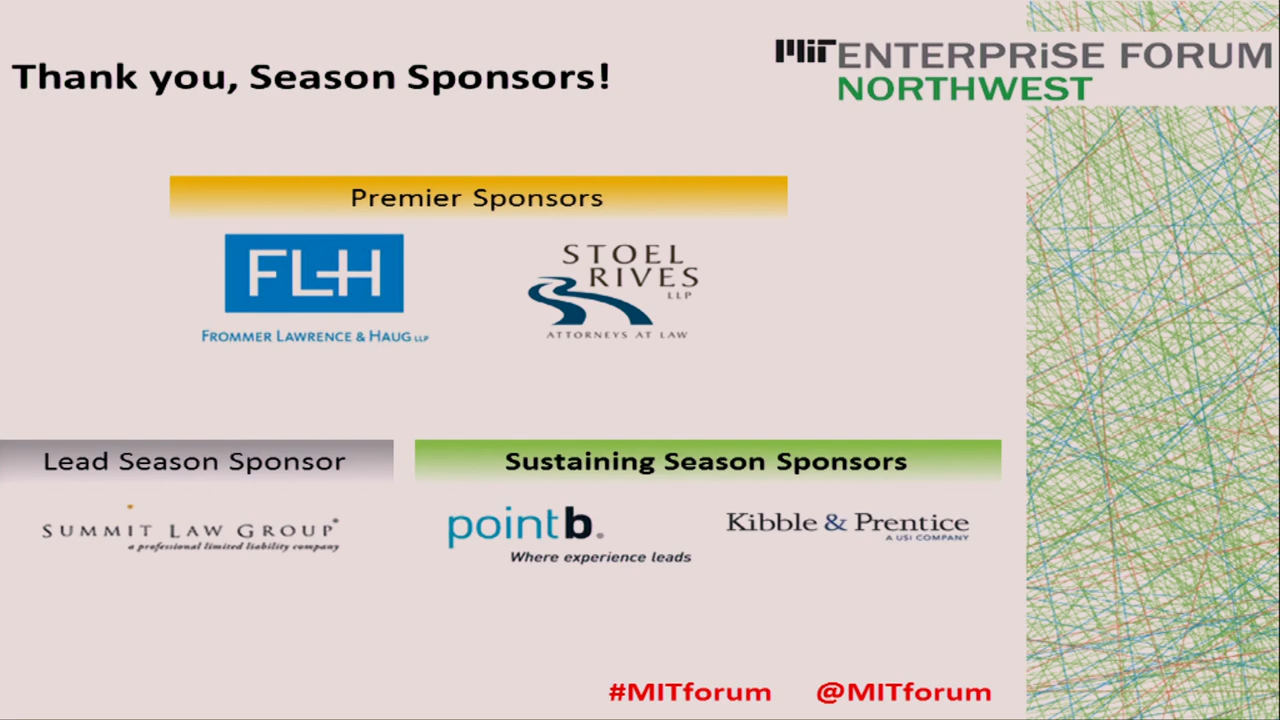 Thank you, Season Sponsors!
MiT ENTERPRiSE FORUM
NORTHWEST
Premier Sponsors
FLH
FROMMER LAWRENCE & HAUG LLP
STOEL
RIVES
LLP
ATTORNEYS AT LAW
Lead Season Sponsor
SUMMIT LAW GROUP®
a professional limited liability company
Sustaining Season Sponsors
pointb.
Where experience leads
Kibble & Prentice
A USI COMPANY
#MITforum @MITforum